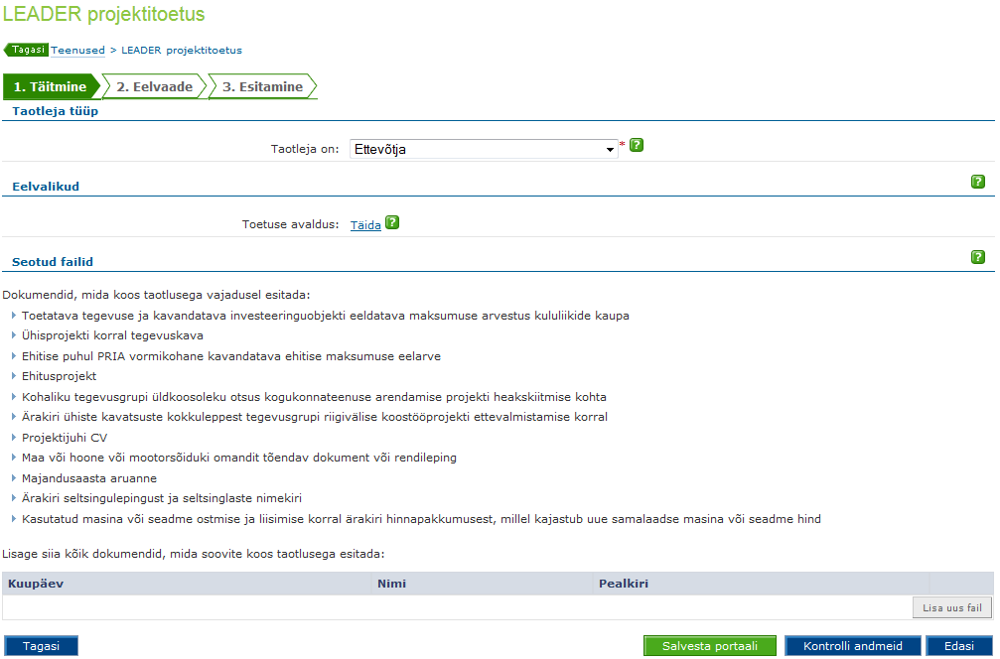 LEADER projektitoetus
Tagasi Teenused > LEADER projektitoetus
1. Täitmine 2. Eelvaade 3. Esitamine
Taotleja tüüp
Taotleja on: Ettevõtja * ?
Eelvalikud ?
Toetuse avaldus: Täida ?
Seotud failid ?
Dokumendid, mida koos taotlusega vajadusel esitada:
Toetatava tegevuse ja kavandatava investeeringuobjekti eeldatava maksumuse arvestus kululiikide kaupa
Ühisprojekti korral tegevuskava
Ehitise puhul PRIA vormikohane kavandatava ehitise maksumuse eelarve
Ehitusprojekt
Kohaliku tegevusgrupi üldkoosoleku otsus kogukonnateenuse arendamise projekti heakskiitmise kohta
Ärakiri ühiste kavatsuste kokkuleppest tegevusgrupi riigivälise koostööprojekti ettevalmistamise korral
Projektijuhi CV
Maa või hoone või mootorsõiduki omandit tõendav dokument või rendileping
Majandusaasta aruanne
Ärakiri seltsingulepingust ja seltsinglaste nimekiri
Kasutatud masina või seadme ostmise ja liisimise korral ärakiri hinnapakkumusest, millel kajastub uue samalaadse masina või seadme hind
Lisage siia kõik dokumendid, mida soovite koos taotlusega esitada:
Kuupäev Nimi Pealkiri
Lisa uus fail
Tagasi Salvesta portaali Kontrolli andmeid Edasi